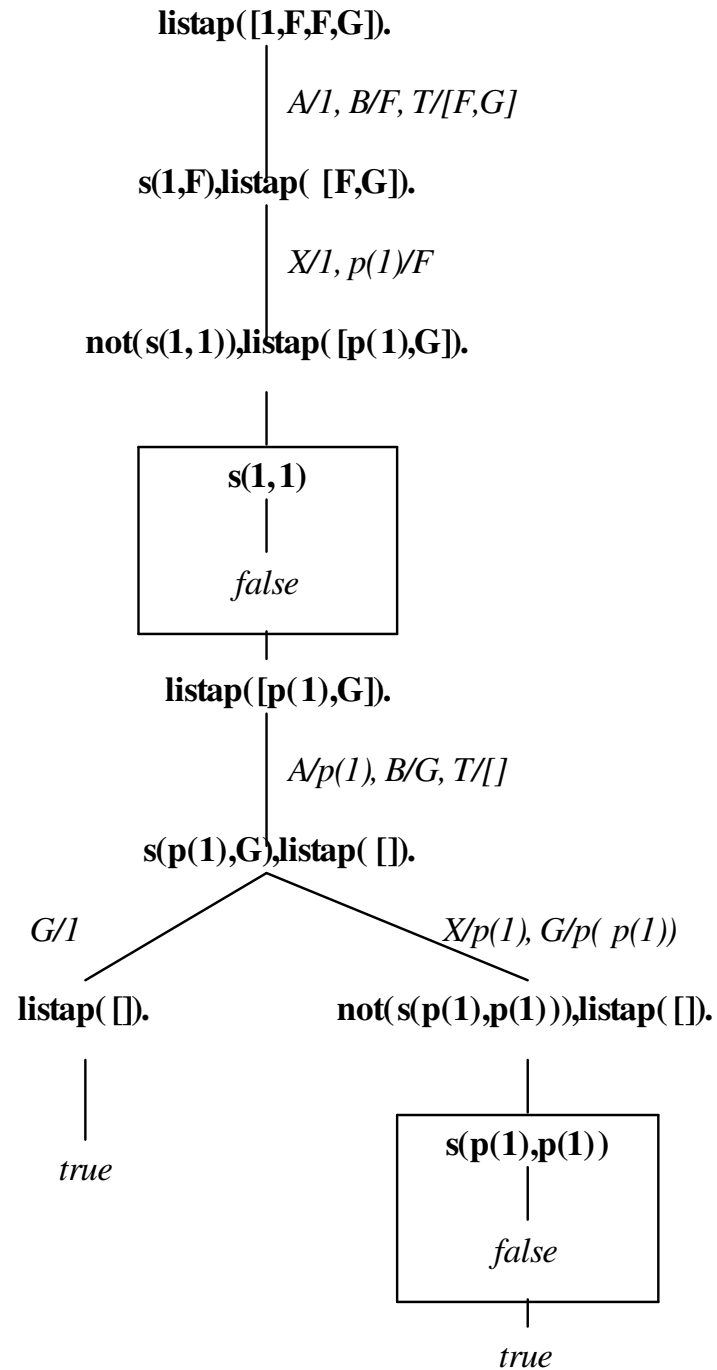 listap([1,F,F,G]).
A/1, B/F, T/[F,G]
s(1,F),listap( [F,G]).
X/1, p(1)/F
not(s(1,1)),listap([p(1),G]).
s(1,1)
false
listap([p(1),G]).
A/p(1), B/G, T/[]
s(p(1),G),listap( []).
G/1
X/p(1), G/p( p(1))
listap([]).
not(s(p(1),p(1))),listap([]).
true
s(p(1),p(1))
false
true